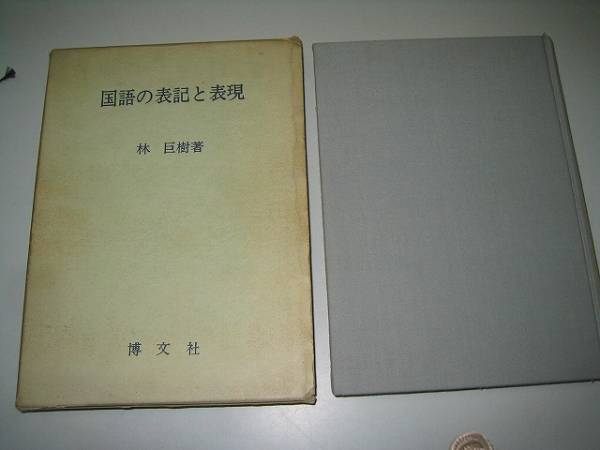 国語の表記と表現
林 巨樹著
博文社